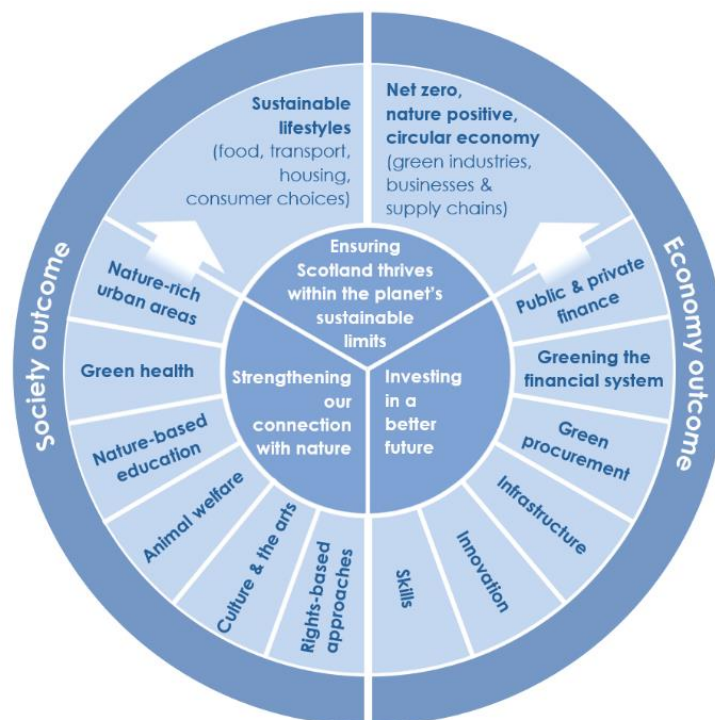 Society outcome
Economy outcome
Sustainable
lifestyles
(food, transport,
housing,
consumer choices)
Net zero,
nature positive,
circular economy
(green industries,
businesses &
supply chains)
Ensuring
Scotland thrives
within the planet's
sustainable
limits
Strengthening
our
connection
with nature
Investing
in a
better
future
Nature-rich
urban areas
Green health
Nature-based
education
Animal welfare
Culture & the arts
Rights-based
approaches
Public & private
finance
Greening the
financial system
Green
procurement
Infrastructure
Innovation
Skills